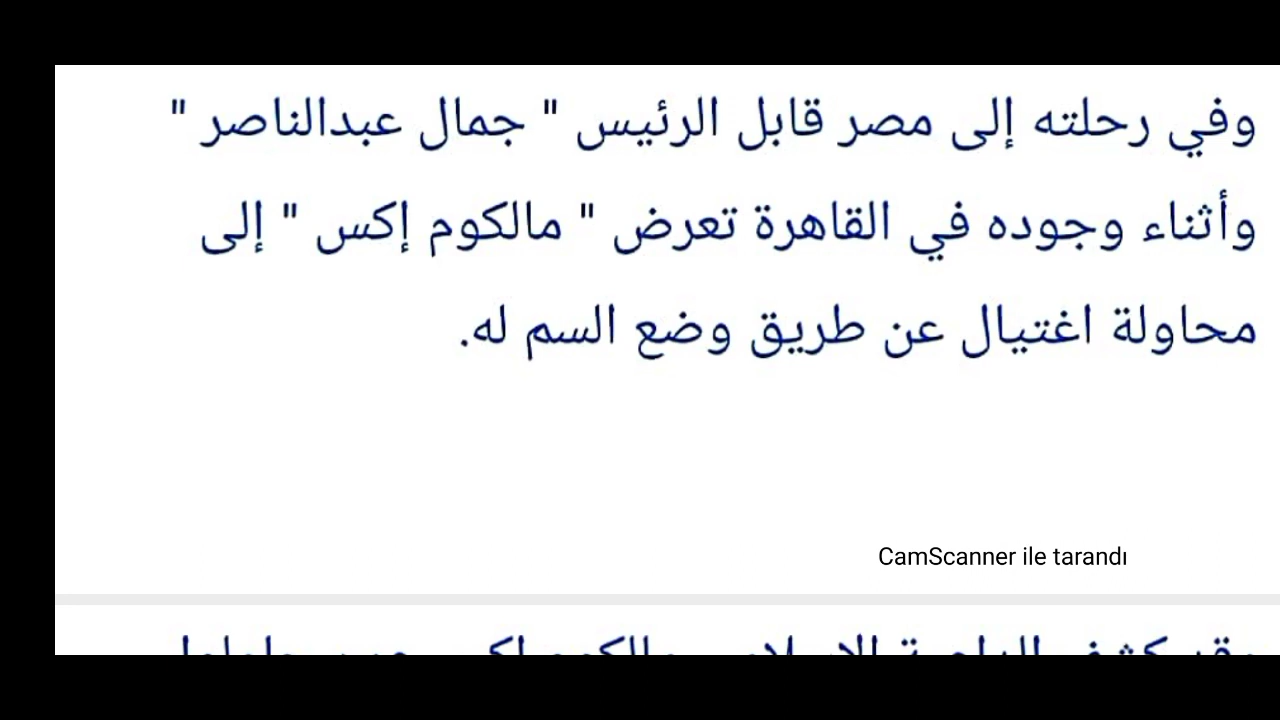 وفي رحلته إلى مصر قابل الرئيس " جمال عبدالناصر "
وأثناء وجوده في القاهرة تعرض " مالكوم إكس " إلى
محاولة اغتيال عن طريق وضع السم له.
CamScanner ile tarandı